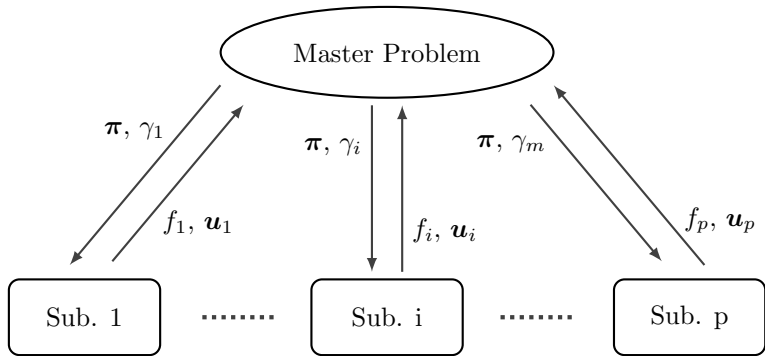 Master Problem
π, γ₁
π, γᵢ
π, γₘ
f₁, u₁
fᵢ, uᵢ
fₚ, uₚ
Sub. 1
Sub. i
Sub. p